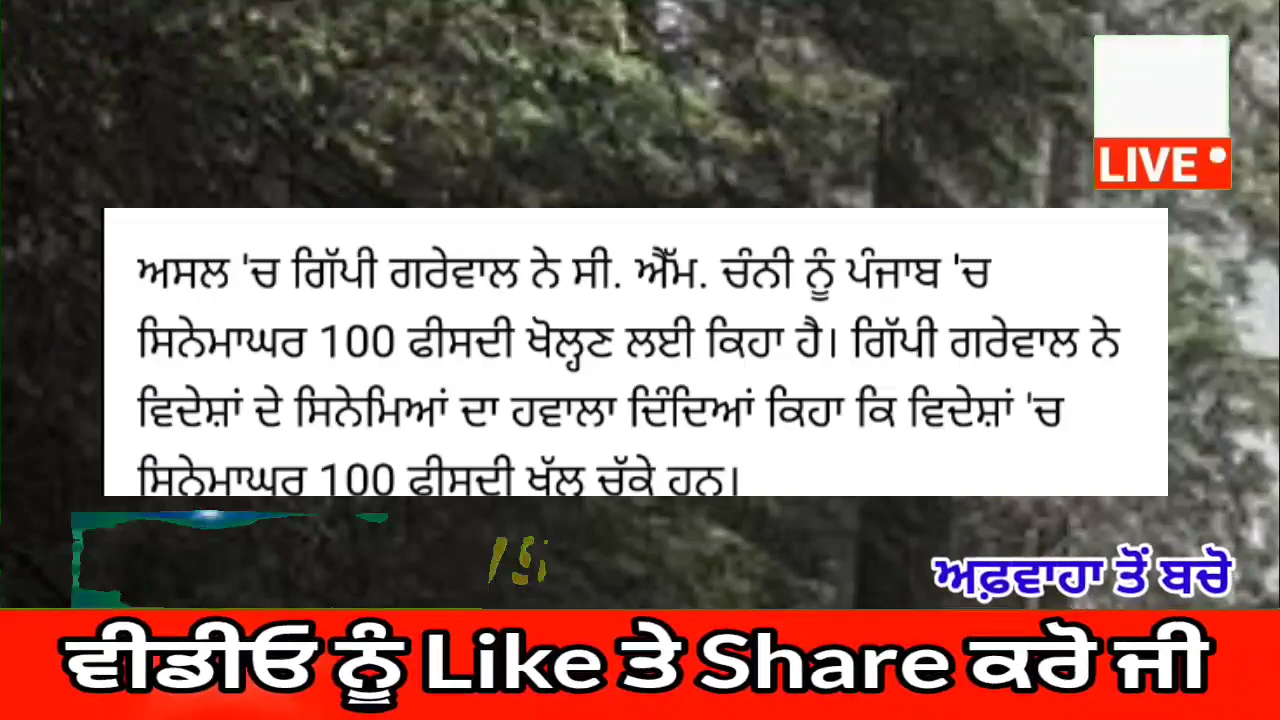 LIVE
ਅਸਲ 'ਚ ਗਿੱਪੀ ਗਰੇਵਾਲ ਨੇ ਸੀ. ਐੱਮ. ਚੰਨੀ ਨੂੰ ਪੰਜਾਬ 'ਚ
ਸਿਨੇਮਾਘਰ 100 ਫੀਸਦੀ ਖੋਲ੍ਹਣ ਲਈ ਕਿਹਾ ਹੈ। ਗਿੱਪੀ ਗਰੇਵਾਲ ਨੇ
ਵਿਦੇਸ਼ਾਂ ਦੇ ਸਿਨੇਮਿਆਂ ਦਾ ਹਵਾਲਾ ਦਿੰਦਿਆਂ ਕਿਹਾ ਕਿ ਵਿਦੇਸ਼ਾਂ 'ਚ
ਸਿਨੇਮਾਘਰ 100 ਫੀਸਦੀ ਖੁੱਲ ਚੁੱਕੇ ਹਨ।
ਅਫ਼ਵਾਹਾ ਤੋਂ ਬਚੋ
ਵੀਡੀਓ ਨੂੰ Like ਤੇ Share ਕਰੋ ਜੀ